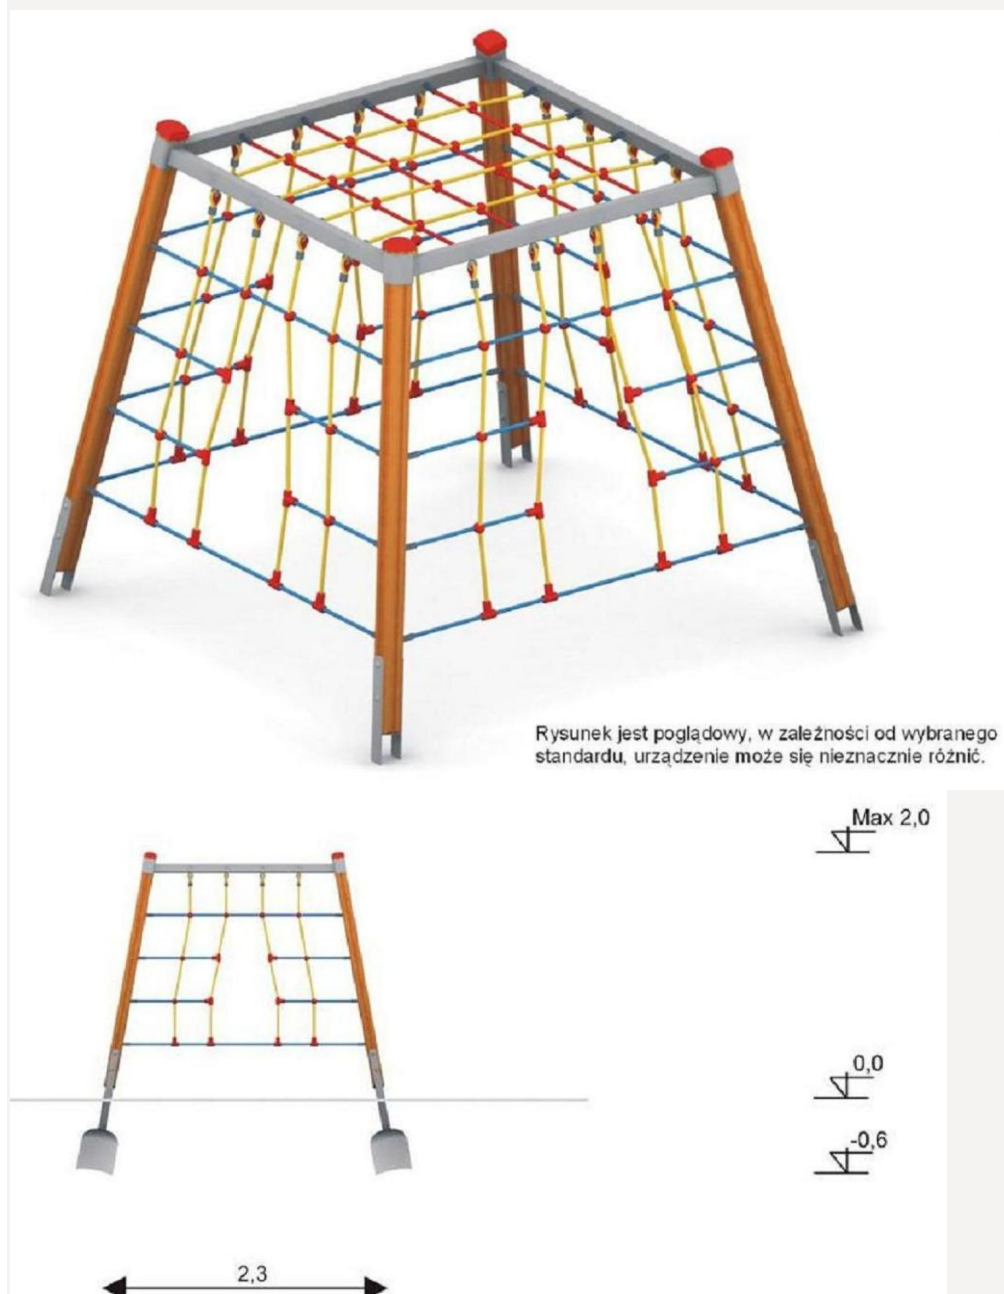 Rysunek jest poglądowy, w zależności od wybranego
standardu, urządzenie może się nieznacznie różnić.
Max 2,0
0,0
-0,6
2,3